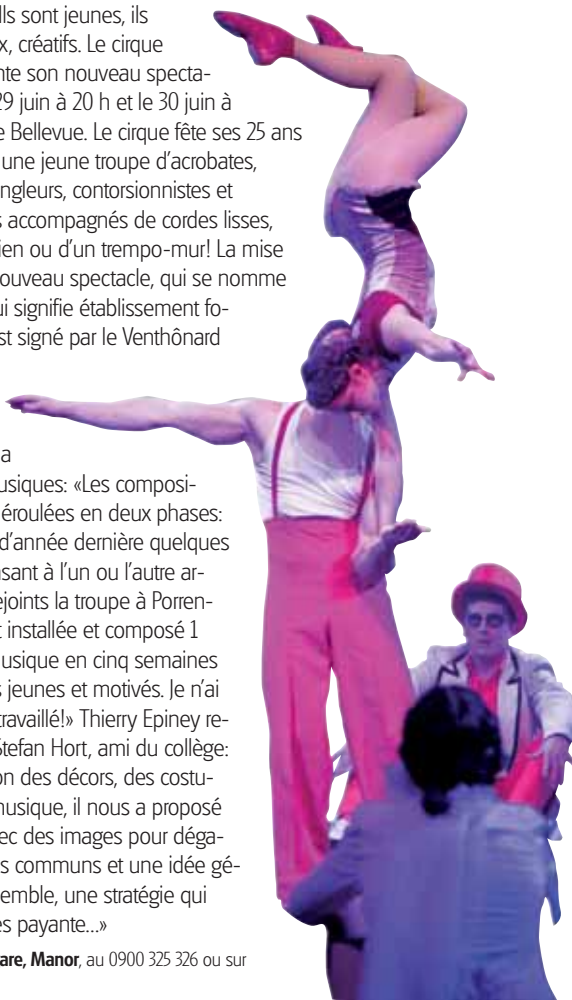 Ils sont jeunes, ils
x, créatifs. Le cirque
nte son nouveau specta-
29 juin à 20 h et le 30 juin à
e Bellevue. Le cirque fête ses 25 ans
une jeune troupe d'acrobates,
ngleurs, contorsionnistes et
s accompagnés de cordes lisses,
ien ou d'un trempo-mur! La mise
ouveau spectacle, qui se nomme
ui signifie établissement fo-
st signé par le Venthônard
a
usiques: «Les composi-
éroulées en deux phases:
d'année dernière quelques
sant à l'un ou l'autre ar-
ejoints la troupe à Porren-
t installée et composé 1
usique en cinq semaines
s jeunes et motivés. Je n'ai
travaillé!» Thierry Epiney re-
Stefan Hort, ami du collège:
on des décors, des costu-
musique, il nous a proposé
ec des images pour déga-
s communs et une idée gé-
emble, une stratégie qui
es payante...»
are, Manor, au 0900 325 326 ou sur